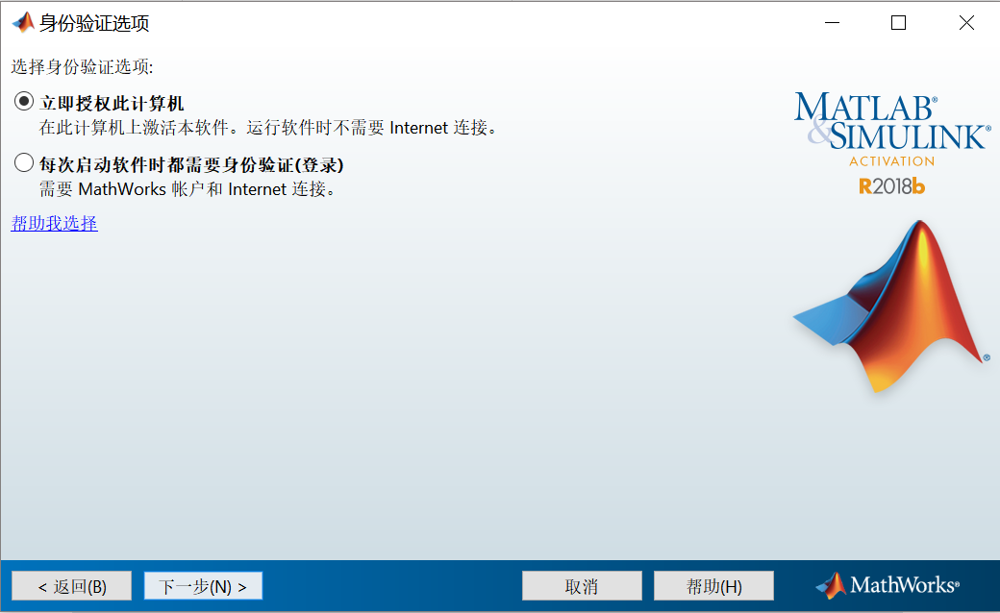 身份验证选项
选择身份验证选项:
立即授权此计算机
在此计算机上激活本软件。运行软件时不需要 Internet 连接。
每次启动软件时都需要身份验证(登录)
需要 MathWorks 帐户和 Internet 连接。
帮助我选择
MATLAB®
&SIMULINK®
ACTIVATION
R2018b
®
< 返回(B)
下一步(N) >
取消
帮助(H)
MathWorks®